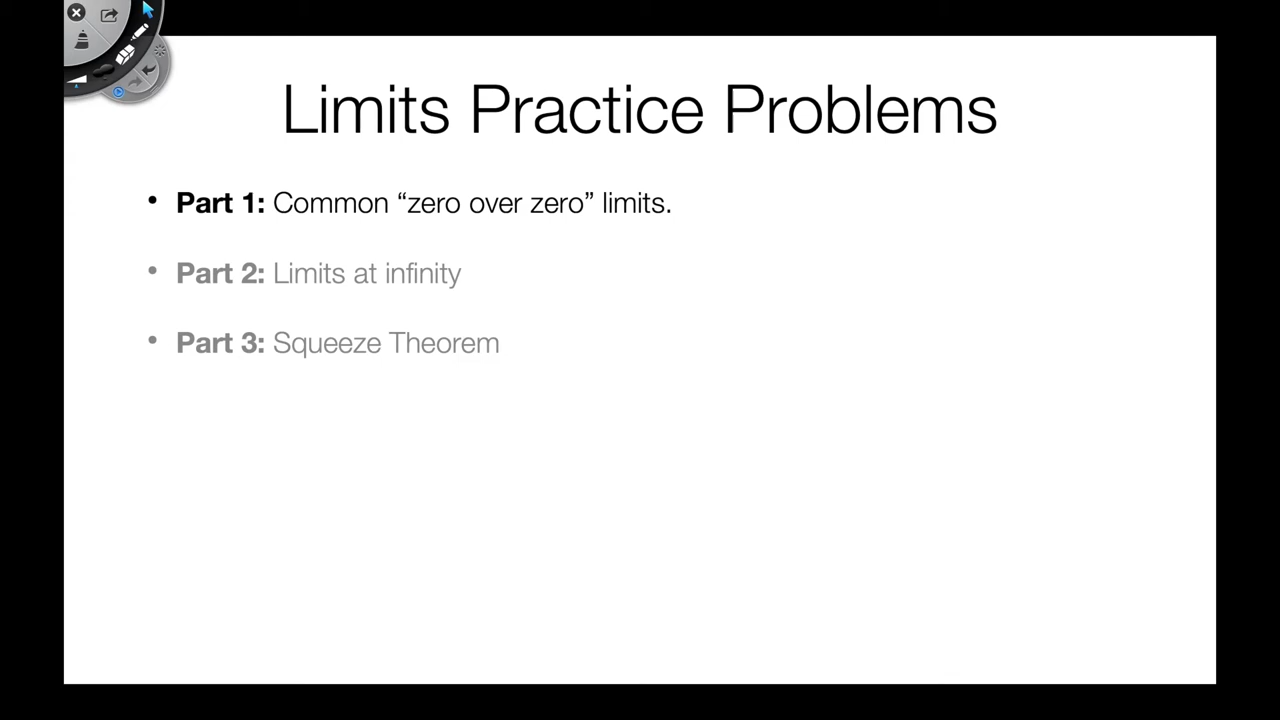 Limits Practice Problems
• Part 1: Common “zero over zero” limits.
• Part 2: Limits at infinity
• Part 3: Squeeze Theorem